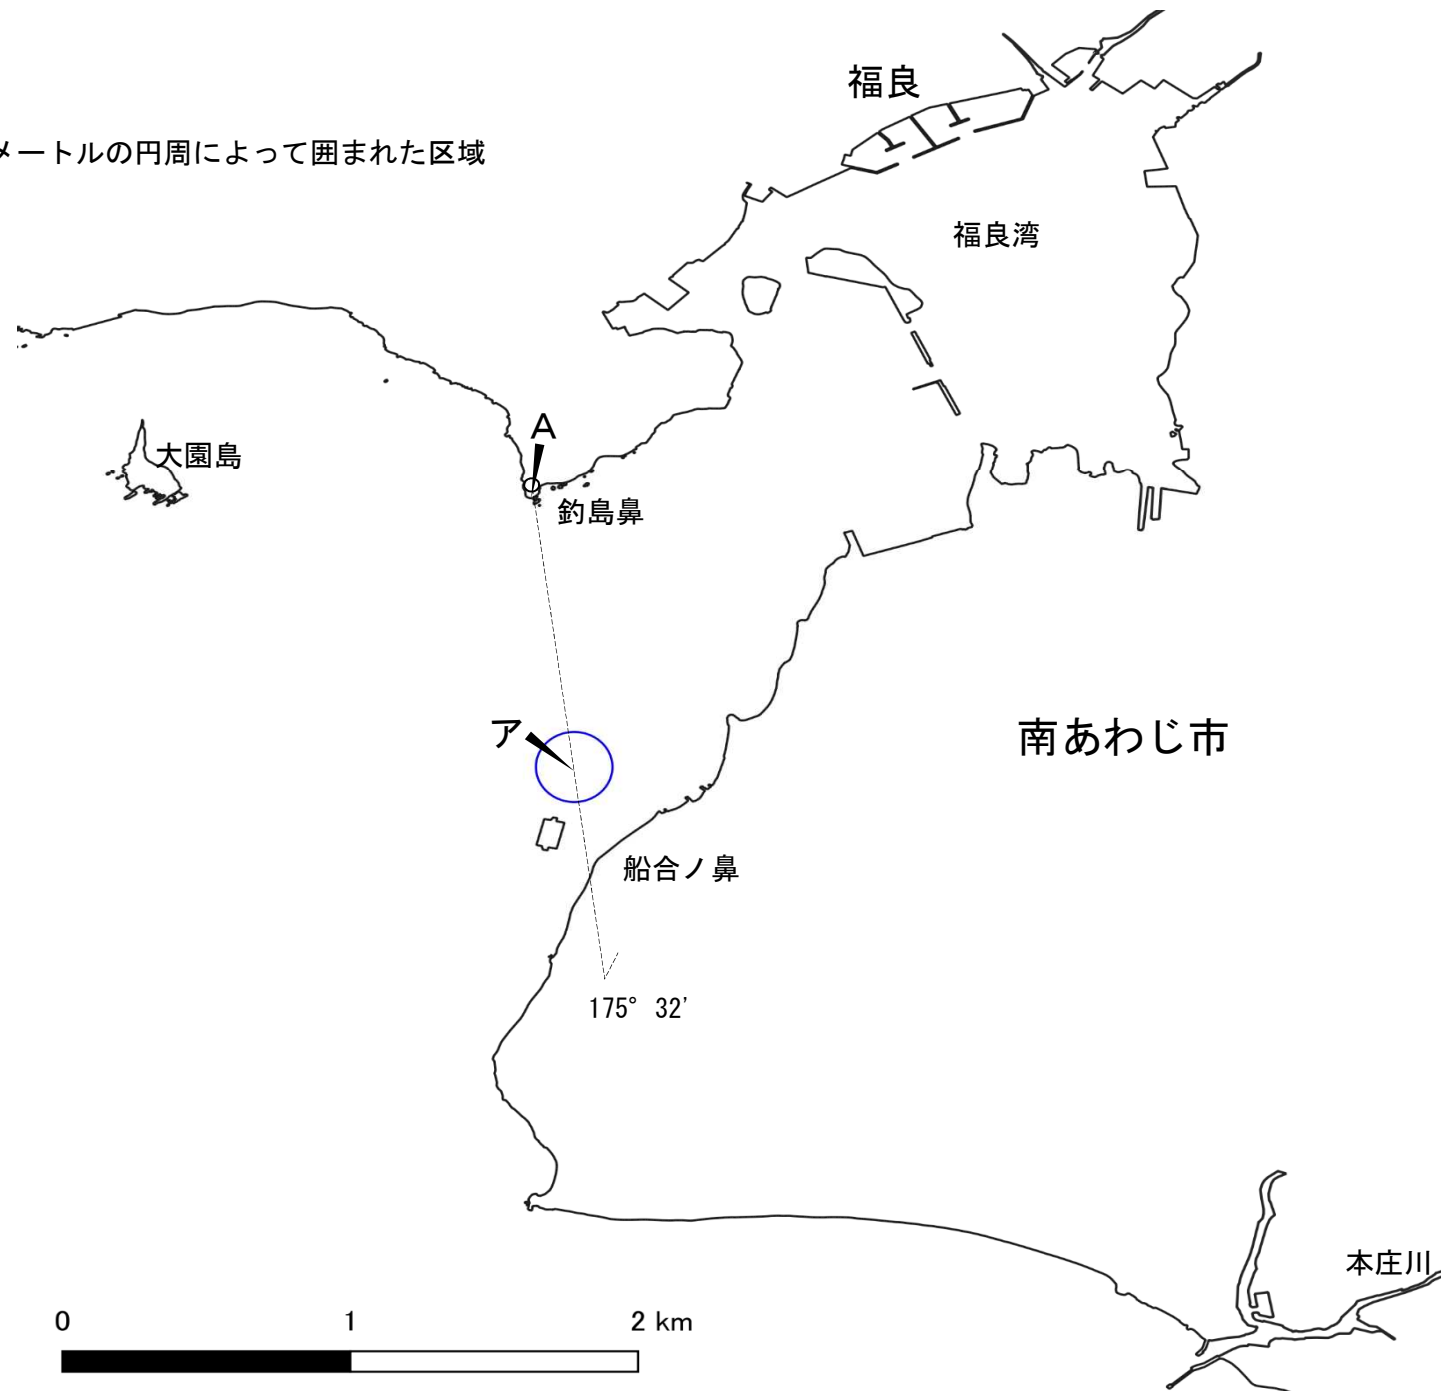 福良
メートルの円周によって囲まれた区域
福良湾
A
大園島
釣島鼻
ア
南あわじ市
船合ノ鼻
175° 32'
本庄川
0 1 2 km